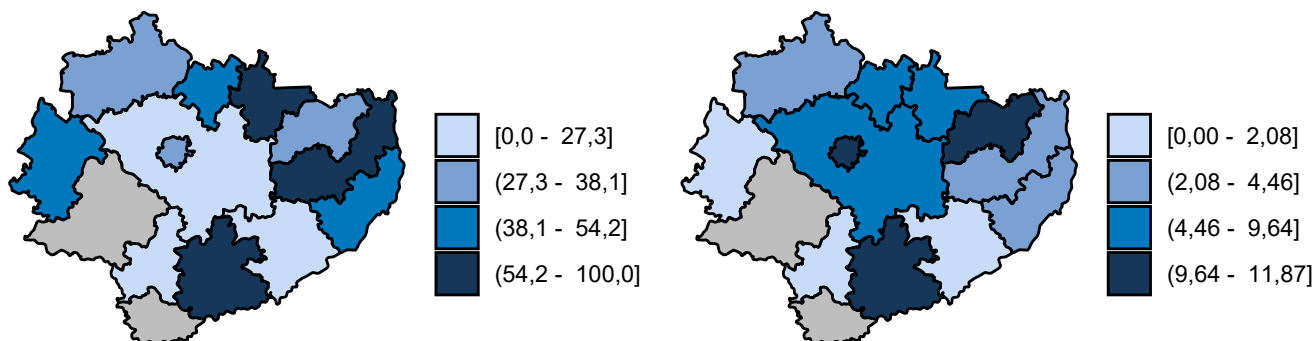 [0,0 - 27,3]
(27,3 - 38,1]
(38,1 - 54,2]
(54,2 - 100,0]
[0,00 - 2,08]
(2,08 - 4,46]
(4,46 - 9,64]
(9,64 - 11,87]